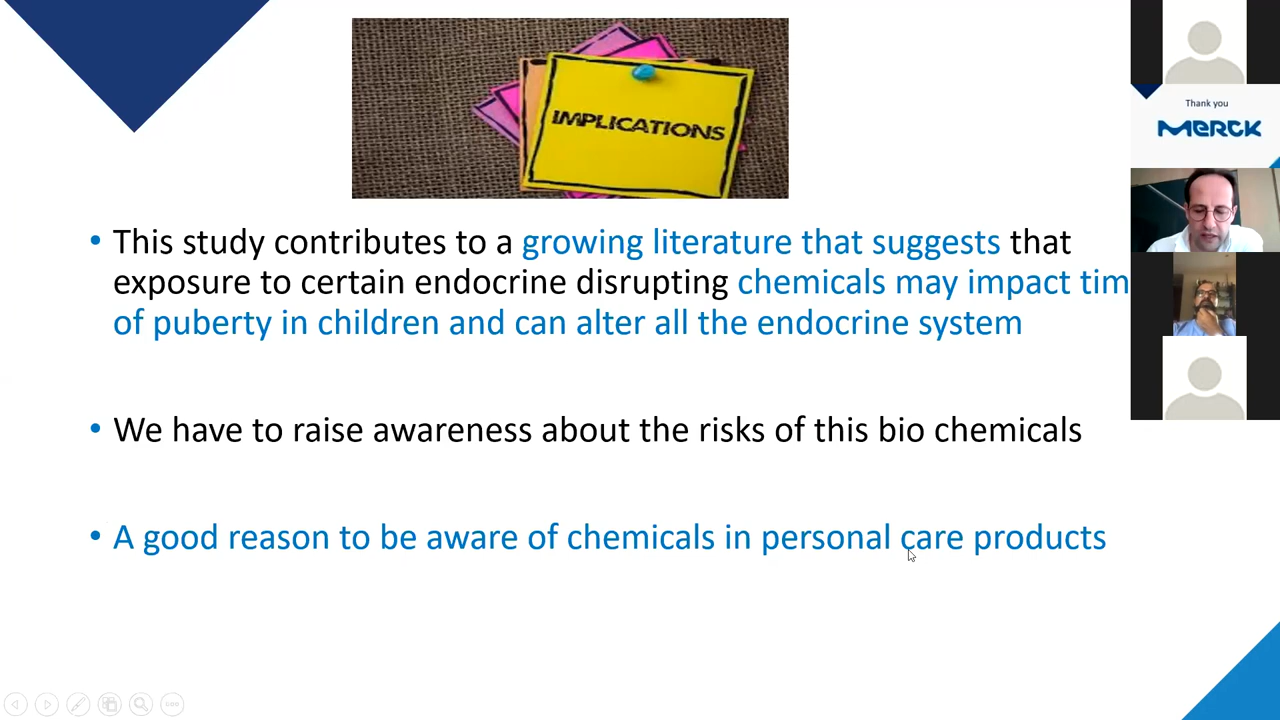 IMPLICATIONS
Thank you
MERCK
• This study contributes to a growing literature that suggests that
exposure to certain endocrine disrupting chemicals may impact tim
of puberty in children and can alter all the endocrine system
• We have to raise awareness about the risks of this bio chemicals
• A good reason to be aware of chemicals in personal care products